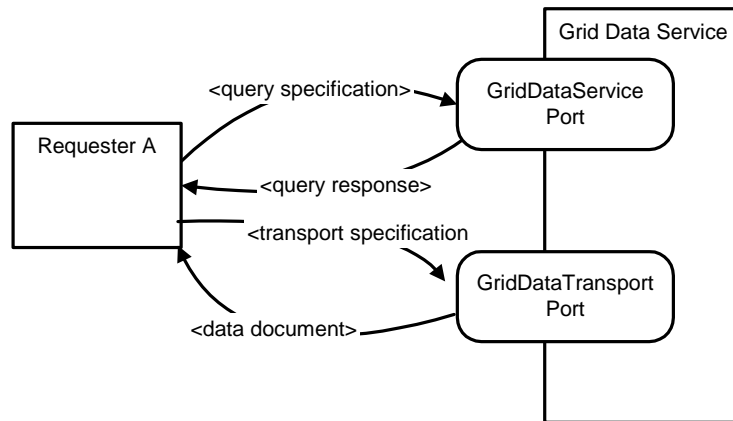 Grid Data Service
<query specification>
GridDataService
Port
Requester A
<query response>
<transport specification
GridDataTransport
Port
<data document>